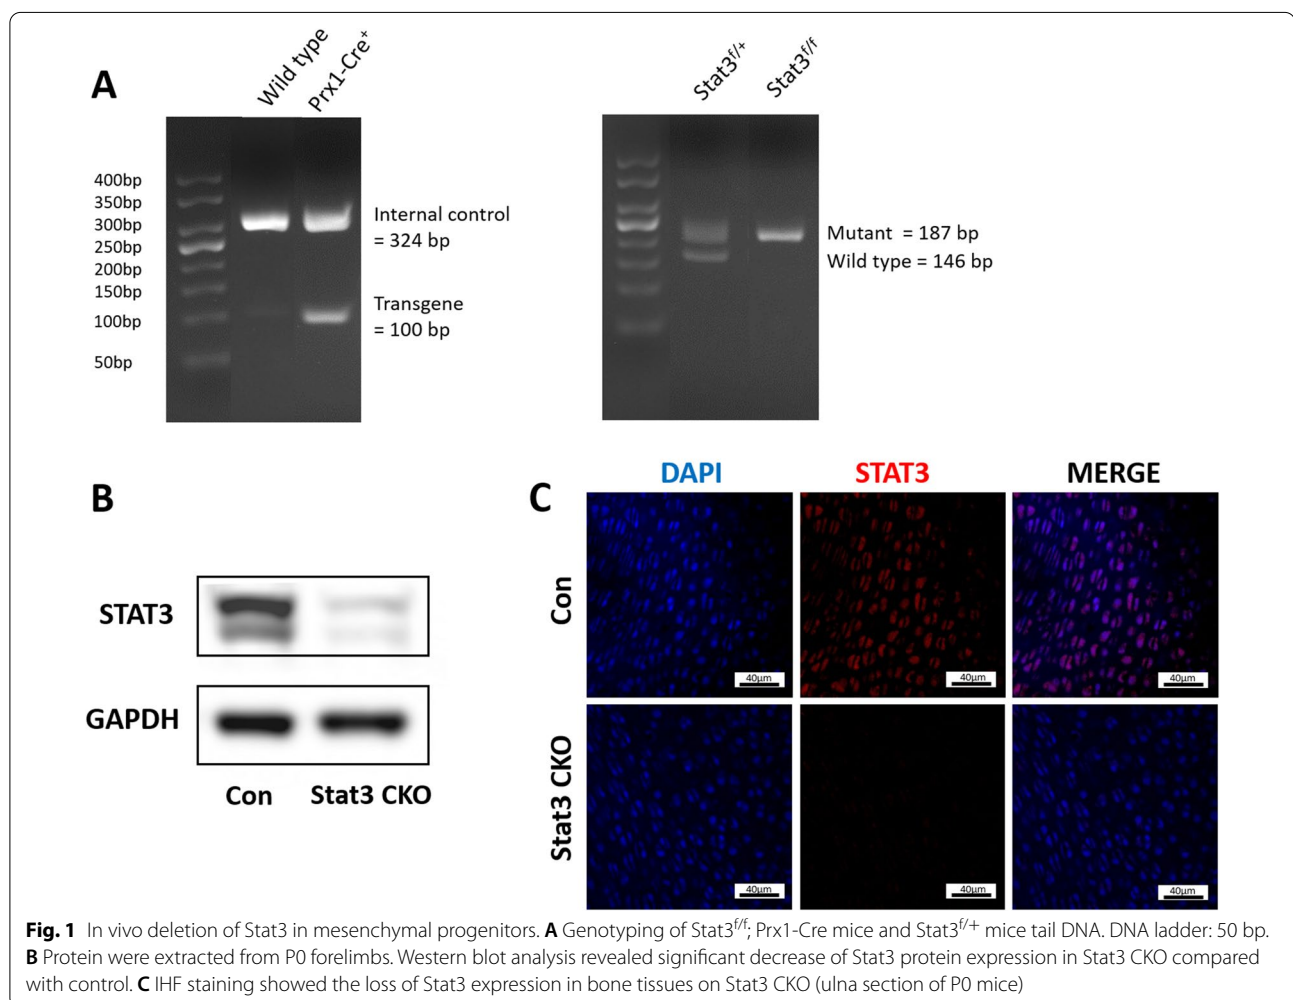 A
Wild type
Prx1-Cre⁺
400bp
350bp
300bp
250bp
200bp
150bp
100bp
50bp
Internal control
= 324 bp
Transgene
= 100 bp
Stat3f/+
Stat3f/f
Mutant = 187 bp
Wild type = 146 bp
B
STAT3
GAPDH
Con
Stat3 CKO
C
DAPI
STAT3
MERGE
Con
40µm
40µm
40µm
Stat3 CKO
40µm
40µm
40µm
Fig. 1 In vivo deletion of Stat3 in mesenchymal progenitors. A Genotyping of Stat3f/f; Prx1-Cre mice and Stat3f/+ mice tail DNA. DNA ladder: 50 bp.
B Protein were extracted from P0 forelimbs. Western blot analysis revealed significant decrease of Stat3 protein expression in Stat3 CKO compared
with control. C IHF staining showed the loss of Stat3 expression in bone tissues on Stat3 CKO (ulna section of P0 mice)